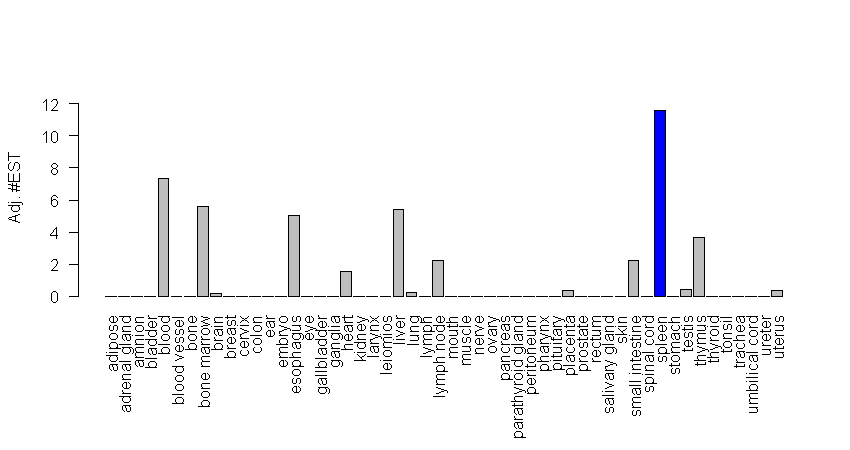 Adj. #EST
12
10
8
6
4
2
0
adipose
adrenal gland
amnion
bladder
blood
blood vessel
bone
bone marrow
brain
breast
cervix
colon
ear
embryo
esophagus
eye
gallbladder
ganglia
heart
kidney
larynx
leiomios
liver
lung
lymph
lymph node
mouth
muscle
nerve
ovary
pancreas
parathyroid gland
peritoneum
pharynx
pituitary
placenta
prostate
rectum
salivary gland
skin
small intestine
spinal cord
spleen
stomach
testis
thymus
thyroid
tonsil
trachea
umbilical cord
ureter
uterus